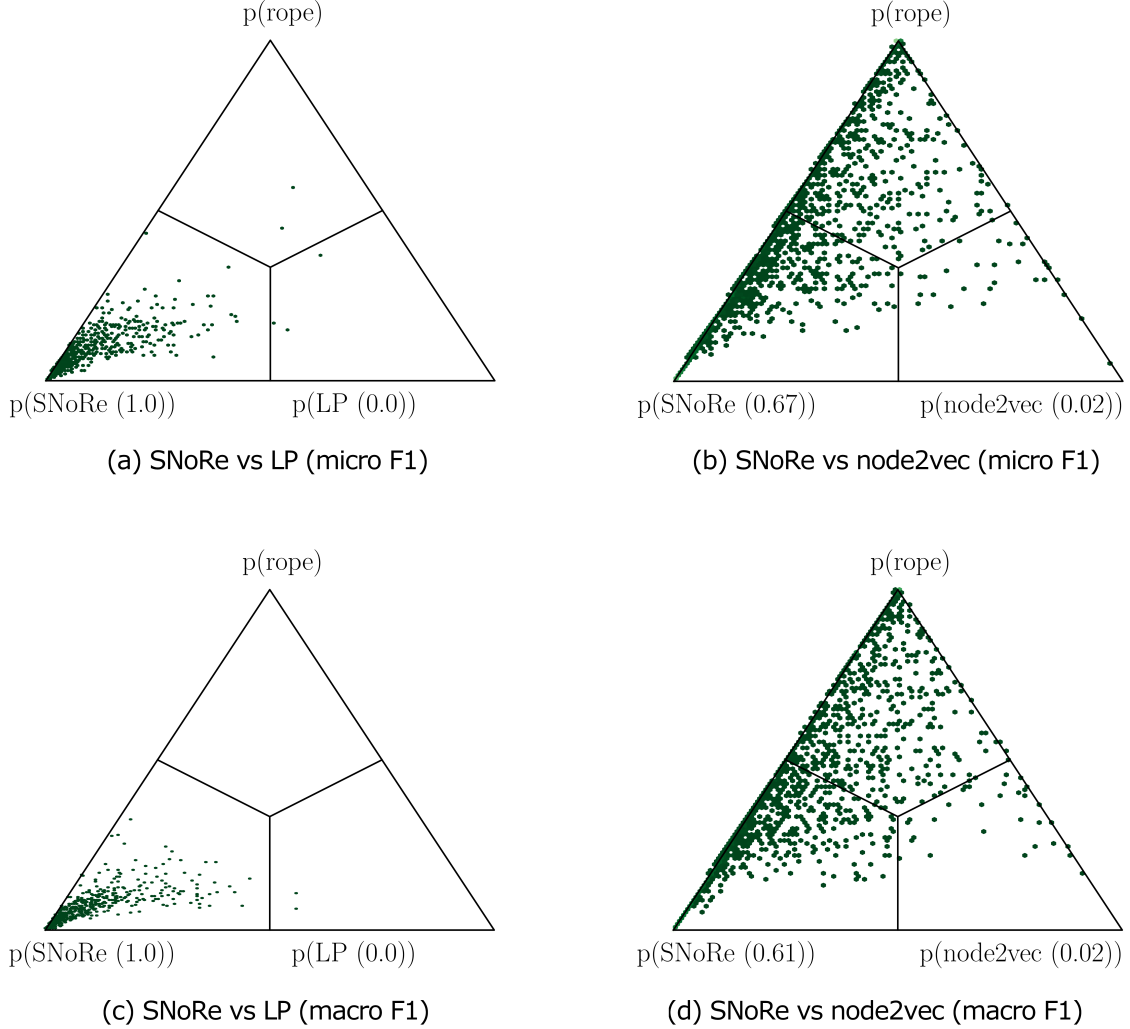 p(rope)
p(rope)
p(SNoRe (1.0))
p(LP (0.0))
p(SNoRe (0.67))
p(node2vec (0.02))
(a) SNoRe vs LP (micro F1)
(b) SNoRe vs node2vec (micro F1)
p(rope)
p(rope)
p(SNoRe (1.0))
p(LP (0.0))
p(SNoRe (0.61))
p(node2vec (0.02))
(c) SNoRe vs LP (macro F1)
(d) SNoRe vs node2vec (macro F1)